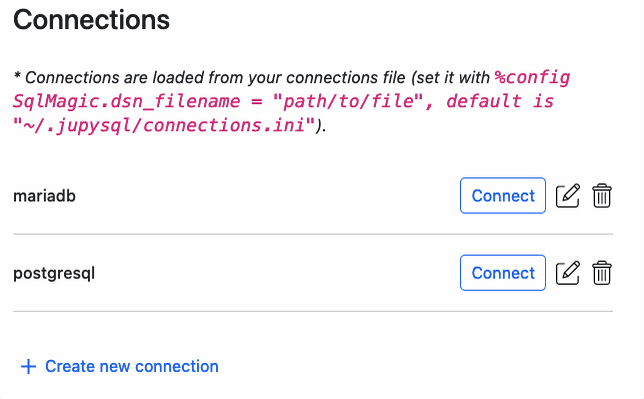 Connections
* Connections are loaded from your connections file (set it with %config
SqlMagic.dsn_filename = "path/to/file", default is
"~/.jupysql/connections.ini").
mariadb Connect
postgresql Connect
+ Create new connection